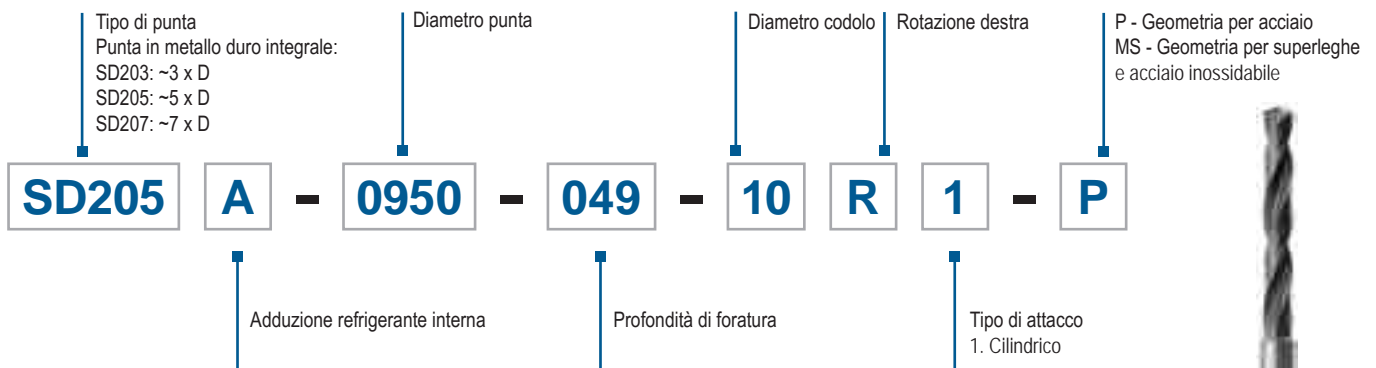 Tipo di punta
Punta in metallo duro integrale:
SD203: ~3 x D
SD205: ~5 x D
SD207: ~7 x D
Diametro punta
Diametro codolo
Rotazione destra
P - Geometria per acciaio
MS - Geometria per superleghe
e acciaio inossidabile
SD205 A - 0950 - 049 - 10 R 1 - P
Adduzione refrigerante interna
Profondità di foratura
Tipo di attacco
1. Cilindrico